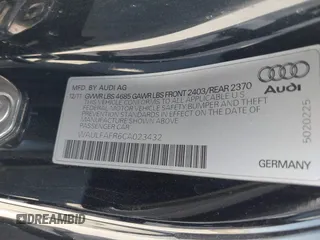 MFD. BY AUDI AG
12/11 GVWR LBS. 4685 GAWR LBS FRONT 2403/REAR 2370
THIS VEHICLE CONFORMS TO ALL APPLICABLE U.S.
FEDERAL MOTOR VEHICLE SAFETY BUMPER AND THEFT
PREVENTION STANDARDS IN EFFECT ON THE DATE OF
MANUFACTURE SHOWN ABOVE
PASSENGER CAR
WAULFAFR6CA023432
Audi
GERMANY
5020225
DREAMBID